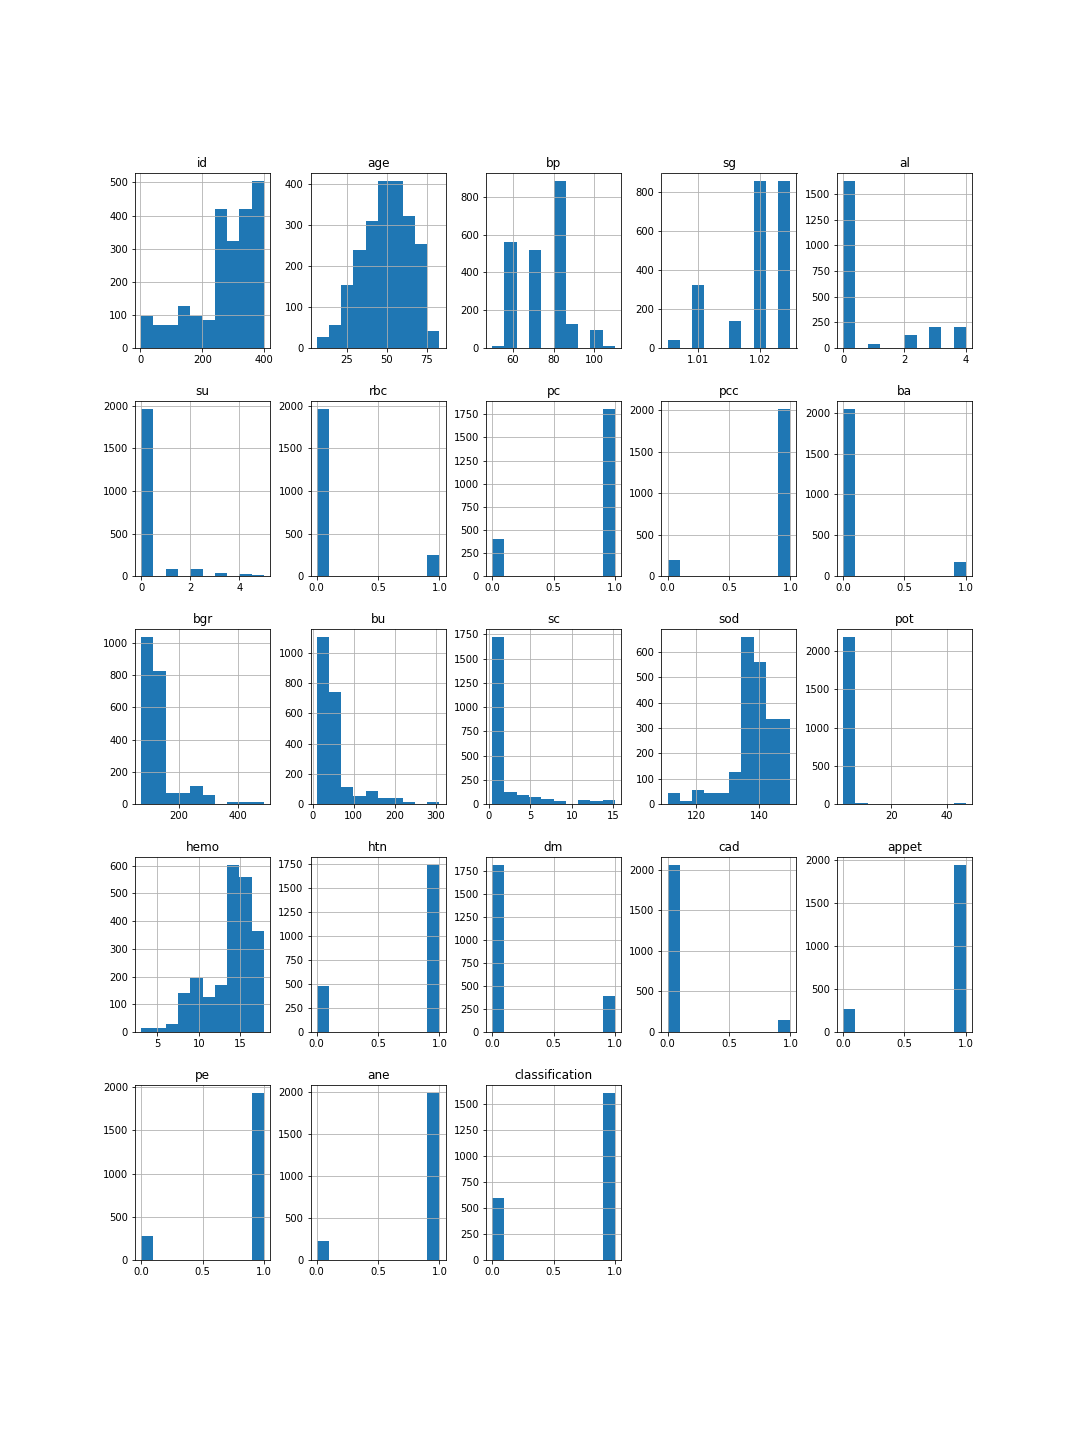 id age bp sg al
500 400 300 200 100 0
0 200 400
400 300 200 100 0
25 50 75
800 600 400 200 0
60 80 100
800 600 400 200 0
1.01 1.02
1500 1250 1000 750 500 250 0
0 2 4
su rbc pc pcc ba
2000 1500 1000 500 0
0 2 4
2000 1500 1000 500 0
0.0 0.5 1.0
1750 1500 1250 1000 750 500 250 0
0.0 0.5 1.0
2000 1500 1000 500 0
0.0 0.5 1.0
2000 1500 1000 500 0
0.0 0.5 1.0
bgr bu sc sod pot
1000 800 600 400 200 0
200 400
1000 800 600 400 200 0
0 100 200 300
1750 1500 1250 1000 750 500 250 0
0 5 10 15
600 500 400 300 200 100 0
120 140
2000 1500 1000 500 0
20 40
hemo htn dm cad appet
600 500 400 300 200 100 0
5 10 15
1750 1500 1250 1000 750 500 250 0
0.0 0.5 1.0
1750 1500 1250 1000 750 500 250 0
0.0 0.5 1.0
2000 1500 1000 500 0
0.0 0.5 1.0
2000 1500 1000 500 0
0.0 0.5 1.0
pe ane classification
2000 1500 1000 500 0
0.0 0.5 1.0
2000 1500 1000 500 0
0.0 0.5 1.0
1500 1250 1000 750 500 250 0
0.0 0.5 1.0